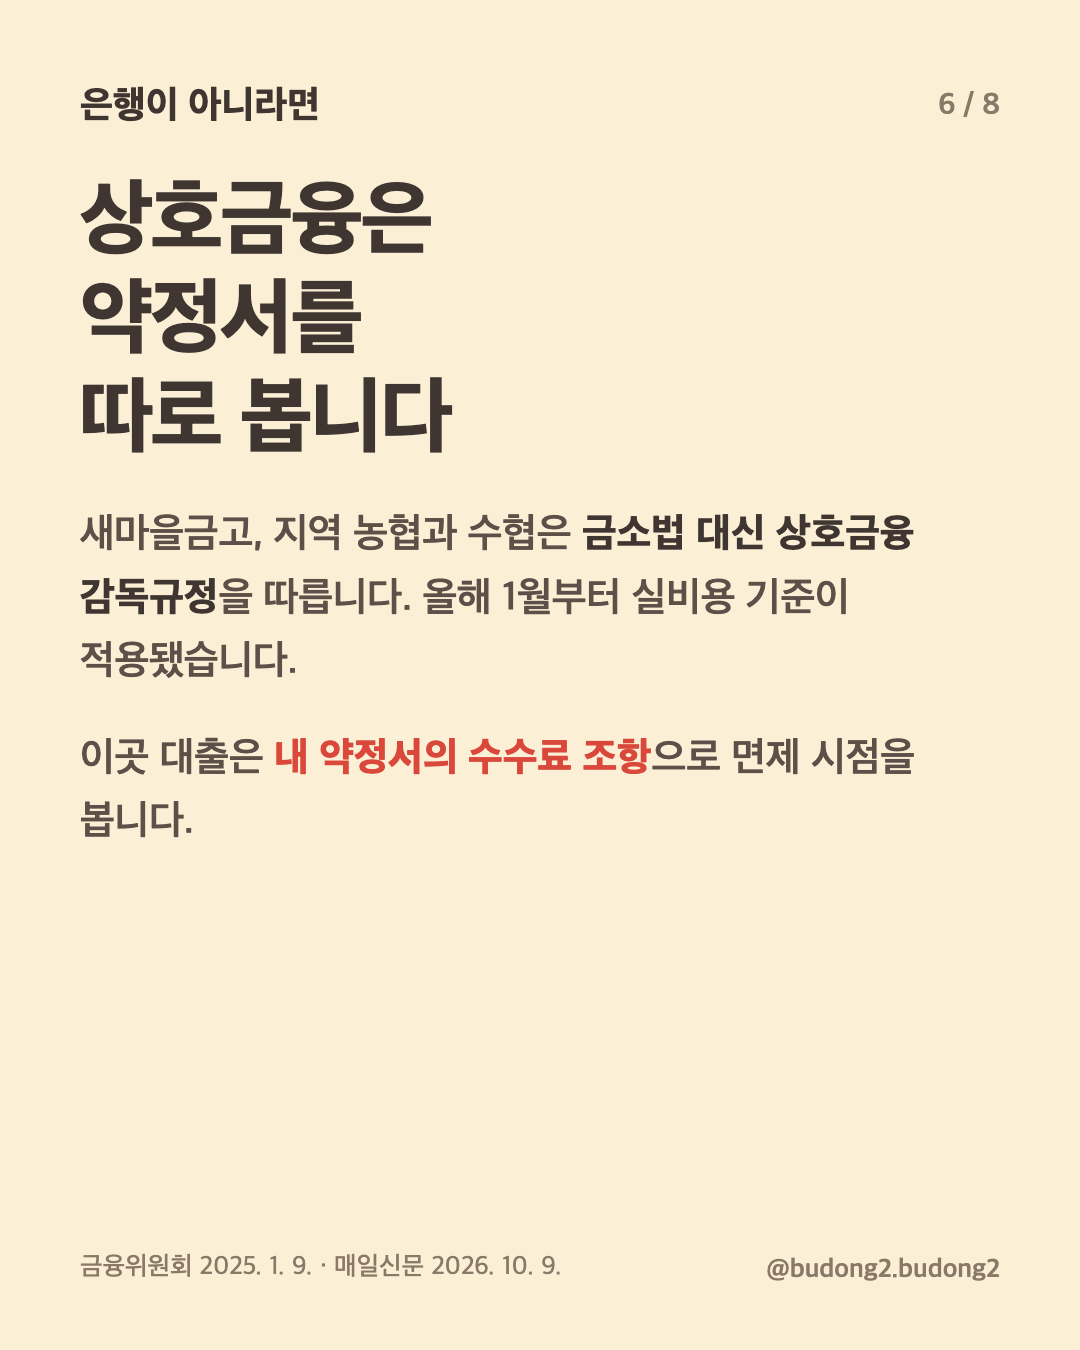 은행이 아니라면
6 / 8
상호금융은
약정서를
따로 봅니다
새마을금고, 지역 농협과 수협은 금소법 대신 상호금융
감독규정을 따릅니다. 올해 1월부터 실비용 기준이
적용됐습니다.
이곳 대출은 내 약정서의 수수료 조항으로 면제 시점을
봅니다.
금융위원회 2025. 1. 9. · 매일신문 2026. 10. 9.
@budong2.budong2